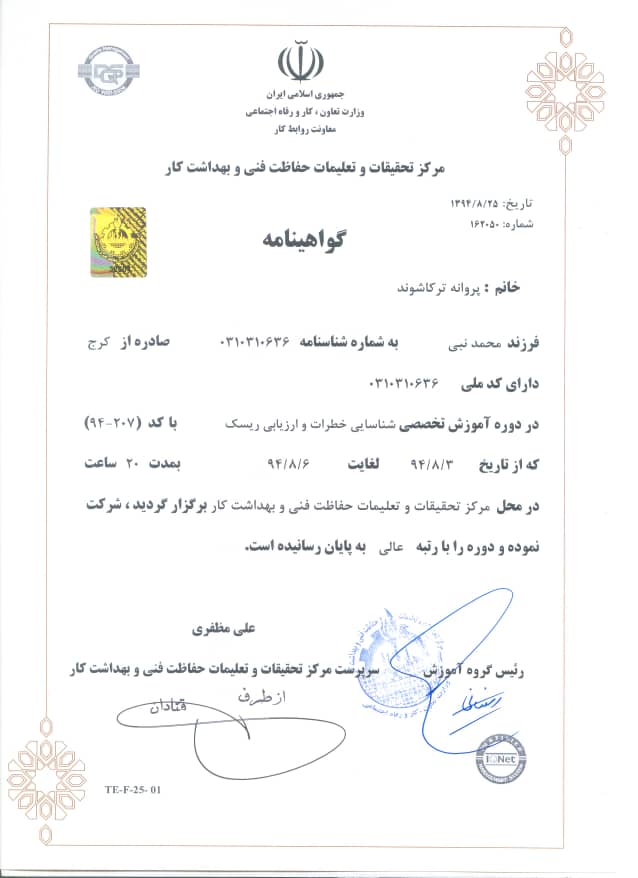 جمهوری اسلامی ایران
وزارت تعاون ، کار و رفاه اجتماعی
معاونت روابط کار
مرکز تحقیقات و تعلیمات حفاظت فنی و بهداشت کار
تاریخ: ۱۳۹۴/۸/۲۵
شماره: ۱۶۲۰۵۰
گواهینامه
خانم : پروانه ترکاشوند
فرزند محمد نبی به شماره شناسنامه ۰۳۱۰۳۱۰۶۳۶ صادره از کرج
دارای کد ملی ۰۳۱۰۳۱۰۶۳۶
در دوره آموزش تخصصی شناسایی خطرات و ارزیابی ریسک با کد (۹۴-۲۰۷)
که از تاریخ ۹۴/۸/۳ لغایت ۹۴/۸/۶ بمدت ۲۰ ساعت
در محل مرکز تحقیقات و تعلیمات حفاظت فنی و بهداشت کار برگزار گردید ، شرکت
نموده و دوره را با رتبه عالی به پایان رسانیده است.
علی مظفری
رئیس گروه آموزش سرپرست مرکز تحقیقات و تعلیمات حفاظت فنی و بهداشت کار
از طرف
قنادان
IQNet
TE-F-25- 01